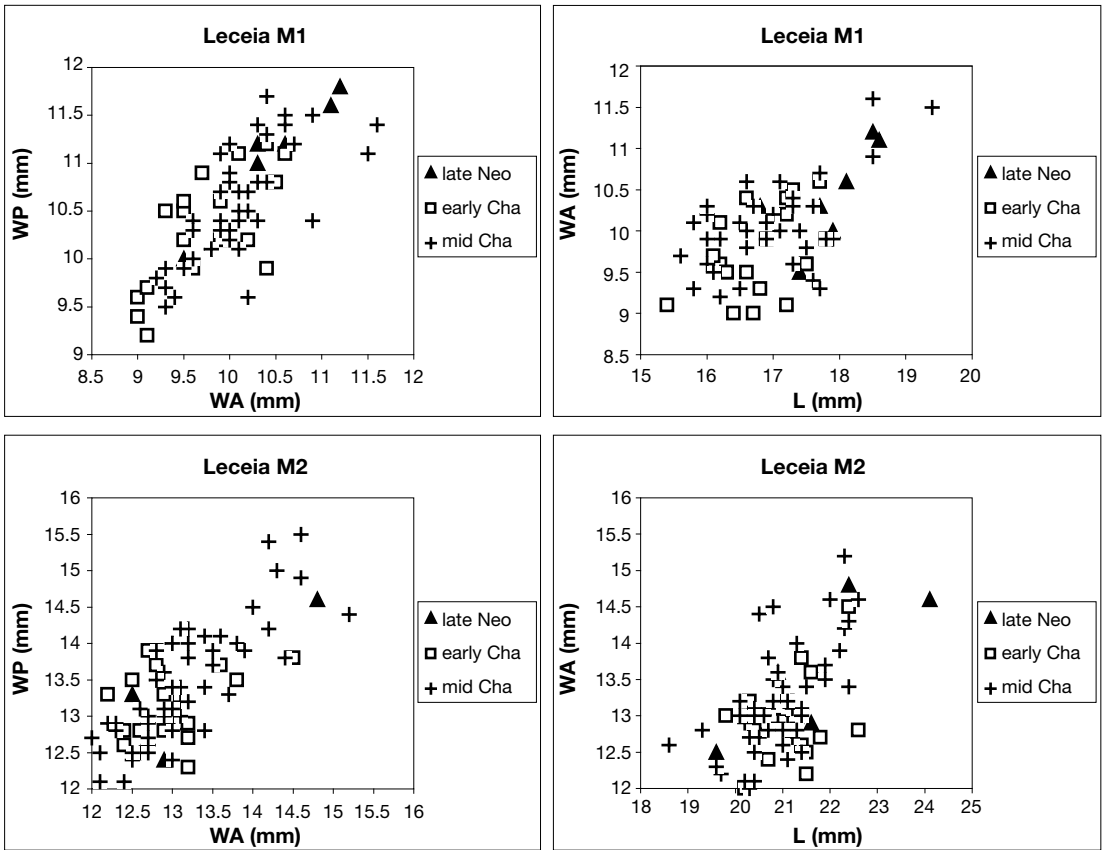 Leceia M1
12
11.5
11
10.5
10
9.5
9
WP (mm)
8.5 9 9.5 10 10.5 11 11.5 12
WA (mm)
late Neo
early Cha
mid Cha
Leceia M1
12
11.5
11
10.5
10
9.5
9
8.5
WA (mm)
15 16 17 18 19 20
L (mm)
late Neo
early Cha
mid Cha
Leceia M2
16
15.5
15
14.5
14
13.5
13
12.5
12
WP (mm)
12 12.5 13 13.5 14 14.5 15 15.5 16
WA (mm)
late Neo
early Cha
mid Cha
Leceia M2
16
15.5
15
14.5
14
13.5
13
12.5
12
WA (mm)
18 19 20 21 22 23 24 25
L (mm)
late Neo
early Cha
mid Cha